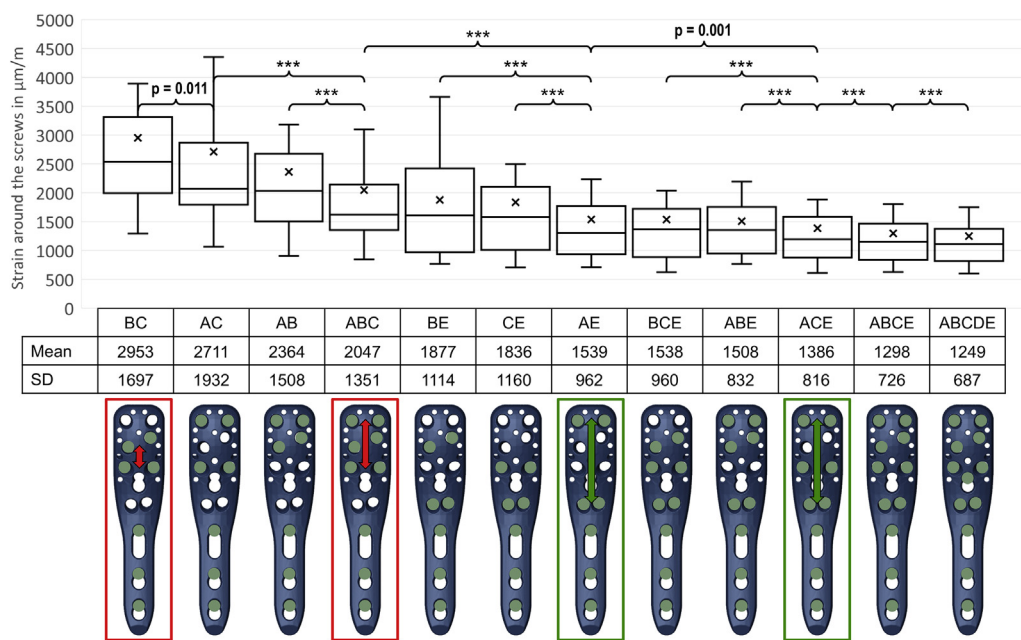 5000
4500
4000
3500
3000
2500
2000
1500
1000
500
0
Strain around the screws in μm/m
*** p = 0.001
*** *** ***
p = 0.011 *** *** *** *** ***
BC AC AB ABC BE CE AE BCE ABE ACE ABCE ABCDE
Mean 2953 2711 2364 2047 1877 1836 1539 1538 1508 1386 1298 1249
SD 1697 1932 1508 1351 1114 1160 962 960 832 816 726 687